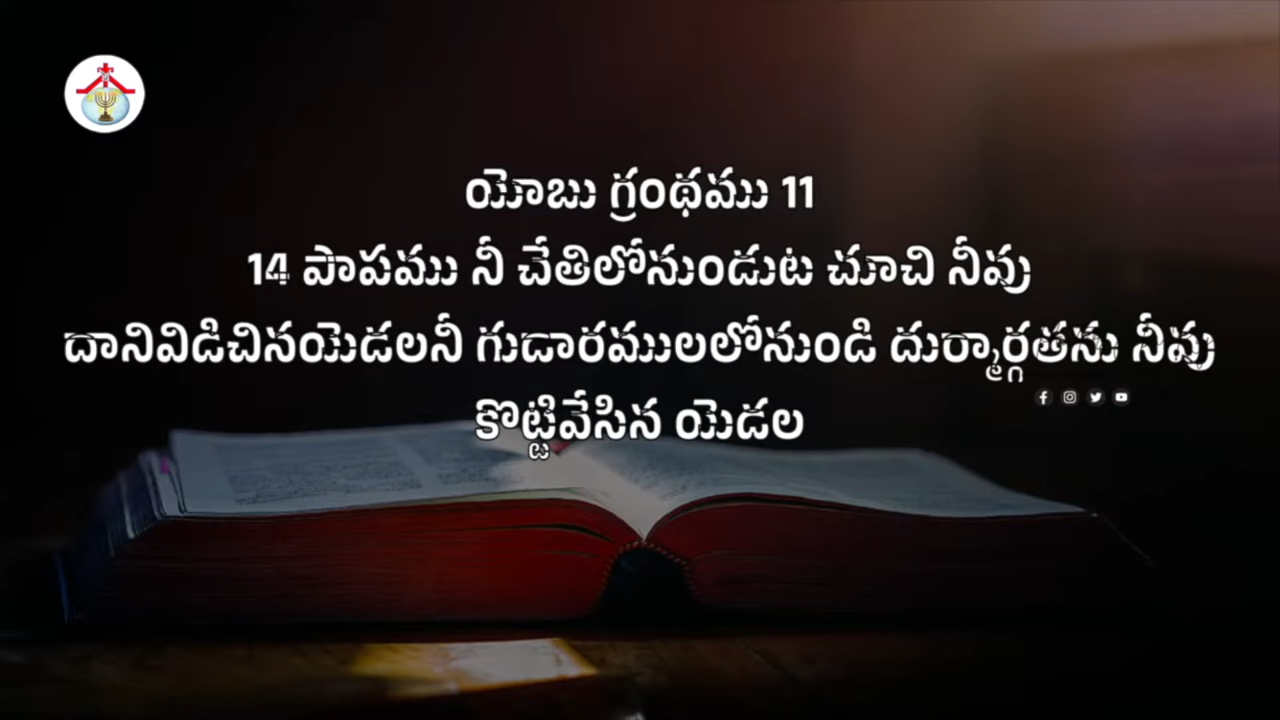 యోబు గ్రంథము 11
14 పాపము నీ చేతిలోనుండుట చూచి నీవు
దానివిడిచినయెడలనీ గుడారములలోనుండి దుర్మార్గతను నీవు
కొట్టివేసిన యెడల